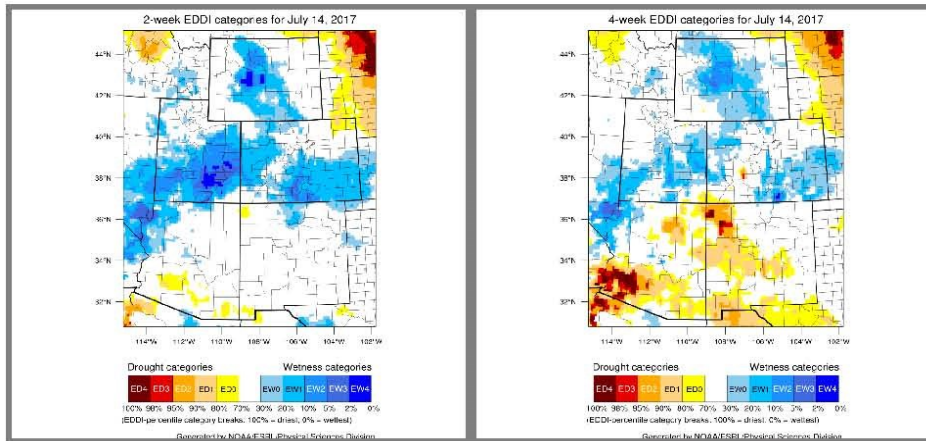 2-week EDDI categories for July 14, 2017
44°N
42°N
40°N
38°N
36°N
34°N
32°N
114°W 112°W 110°W 108°W 106°W 104°W 102°W
Drought categories Wetness categories
ED4 ED3 ED2 ED1 ED0 EW0 EW1 EW2 EW3 EW4
100% 98% 95% 90% 80% 70% 30% 20% 10% 5% 2% 0%
(EDDI-percentile category breaks: 100% = driest; 0% = wettest)
Generated by NOAA/ESRL/Physical Sciences Division
4-week EDDI categories for July 14, 2017
44°N
42°N
40°N
38°N
36°N
34°N
32°N
114°W 112°W 110°W 108°W 106°W 104°W 102°W
Drought categories Wetness categories
ED4 ED3 ED2 ED1 ED0 EW0 EW1 EW2 EW3 EW4
100% 98% 95% 90% 80% 70% 30% 20% 10% 5% 2% 0%
(EDDI-percentile category breaks: 100% = driest; 0% = wettest)
Generated by NOAA/ESRL/Physical Sciences Division